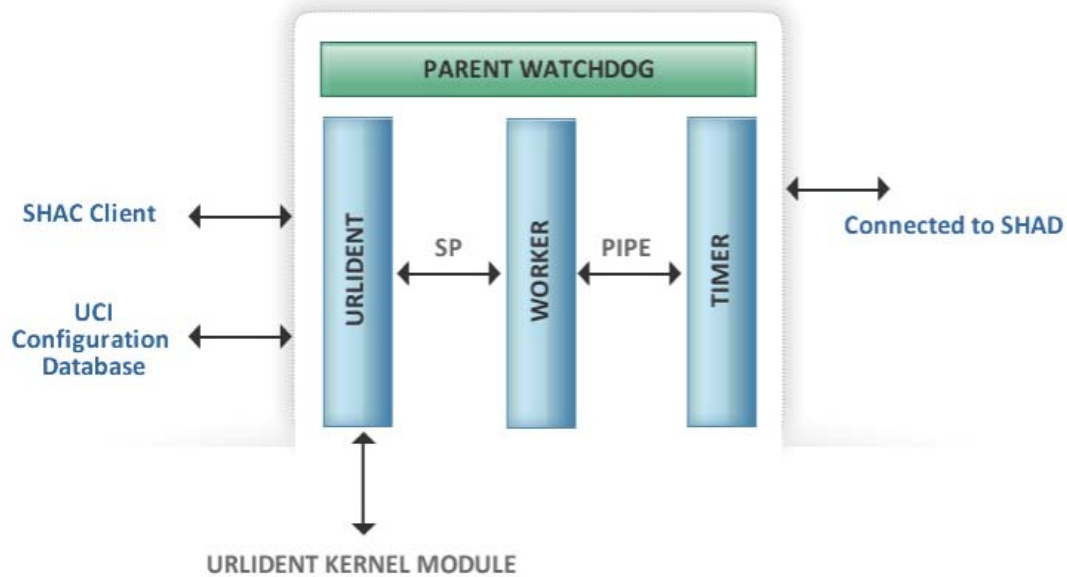 PARENT WATCHDOG
SHAC Client
UCI
Configuration
Database
URLIDENT
SP
WORKER
PIPE
TIMER
Connected to SHAD
URLIDENT KERNEL MODULE